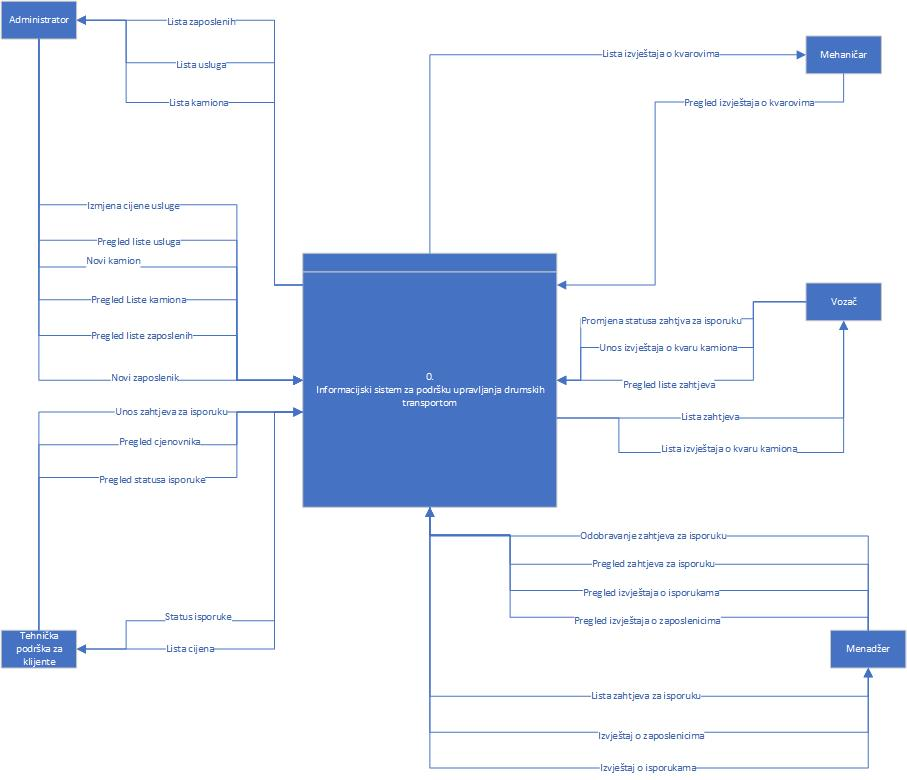 Administrator
Lista zaposlenih
Lista usluga
Lista kamiona
Lista izvještaja o kvarovima
Mehaničar
Pregled izvještaja o kvarovima
Izmjena cijene usluge
Pregled liste usluga
Novi kamion
Pregled Liste kamiona
Pregled liste zaposlenih
Novi zaposlenik
0.
Informacijski sistem za podršku upravljanja drumskih
transportom
Vozač
Promjena statusa zahtjva za isporuku
Unos izvještaja o kvaru kamiona
Pregled liste zahtjeva
Lista zahtjeva
Lista izvještaja o kvaru kamiona
Unos zahtjeva za isporuku
Pregled cjenovnika
Pregled statusa isporuke
Status isporuke
Lista cijena
Tehnička
podrška za
klijente
Odobravanje zahtjeva za isporuku
Pregled zahtjeva za isporuku
Pregled izvještaja o isporukama
Pregled izvještaja o zaposlenicima
Menadžer
Lista zahtjeva za isporuku
Izvještaj o zaposlenicima
Izvještaj o isporukama